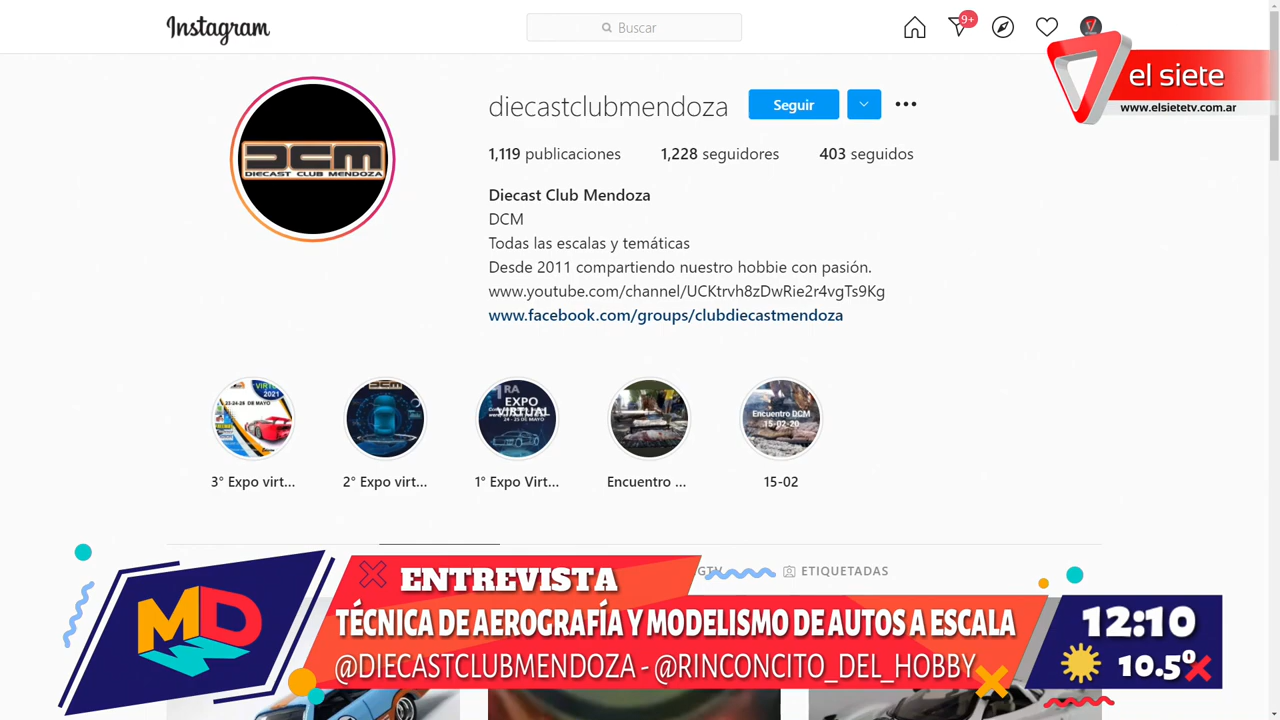 Instagram
Buscar
9+
el siete
www.elsietetv.com.ar
diecastclubmendoza
Seguir
1,119 publicaciones
1,228 seguidores
403 seguidos
DCM
DIECAST CLUB MENDOZA
Diecast Club Mendoza
DCM
Todas las escalas y temáticas
Desde 2011 compartiendo nuestro hobbie con pasión.
www.youtube.com/channel/UCKtrvh8zDwRie2r4vgTs9Kg
www.facebook.com/groups/clubdiecastmendoza
2021
DCM
EXPO
VIRTUAL
Encuentro DCM
15-02-20
3° Expo virt...
2° Expo virt...
1° Expo Virt...
Encuentro ...
15-02
GTV
ETIQUETADAS
MD
ENTREVISTA
TÉCNICA DE AEROGRAFÍA Y MODELISMO DE AUTOS A ESCALA
@DIECASTCLUBMENDOZA - @RINCONCITO_DEL_HOBBY
12:10
10.5º